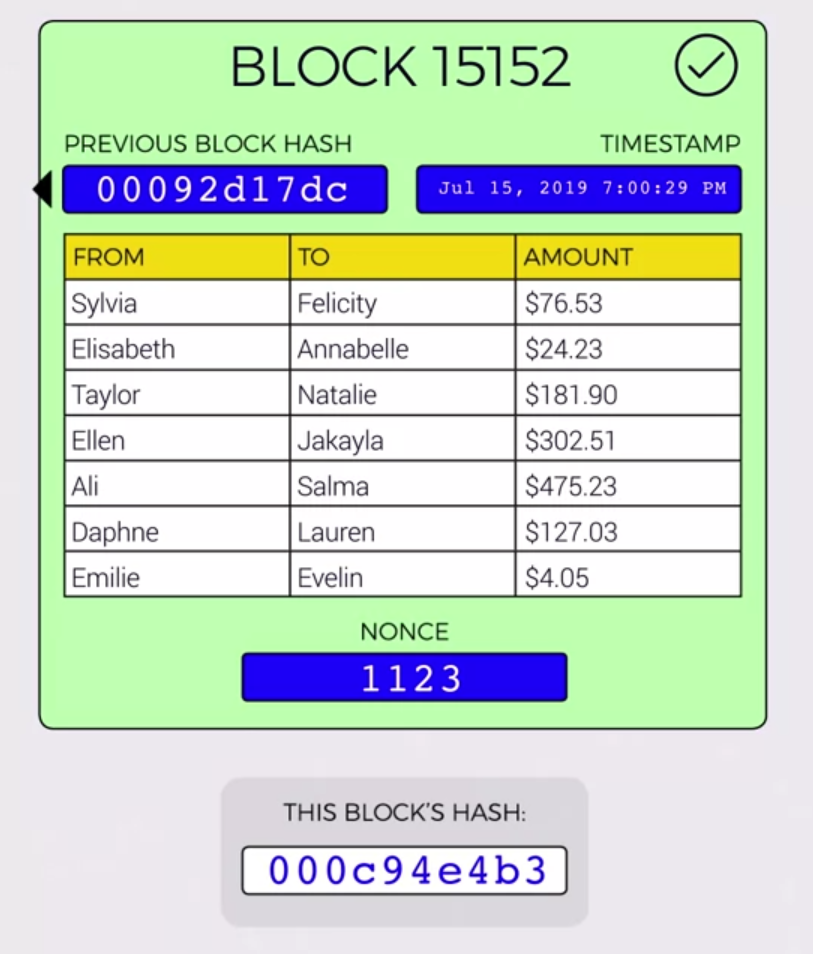 BLOCK 15152
PREVIOUS BLOCK HASH TIMESTAMP
00092d17dc Jul 15, 2019 7:00:29 PM
FROM TO AMOUNT
Sylvia Felicity $76.53
Elisabeth Annabelle $24.23
Taylor Natalie $181.90
Ellen Jakayla $302.51
Ali Salma $475.23
Daphne Lauren $127.03
Emilie Evelin $4.05
NONCE
1123
THIS BLOCK’S HASH:
000c94e4b3